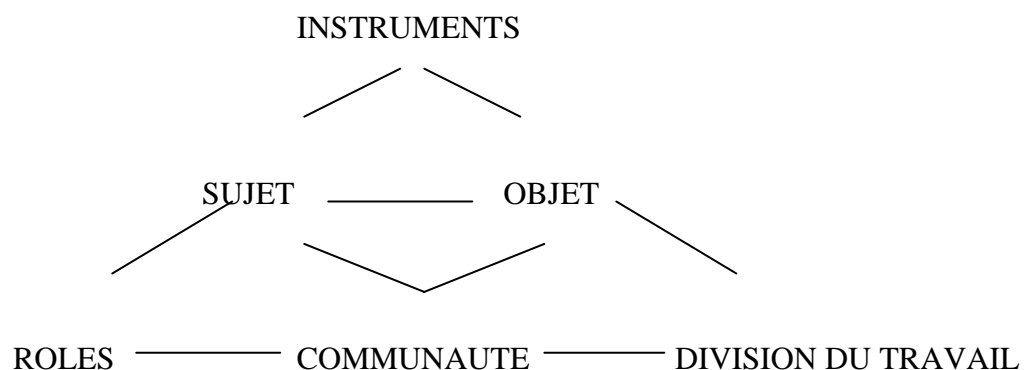 INSTRUMENTS
SUJET OBJET
ROLES COMMUNAUTE DIVISION DU TRAVAIL